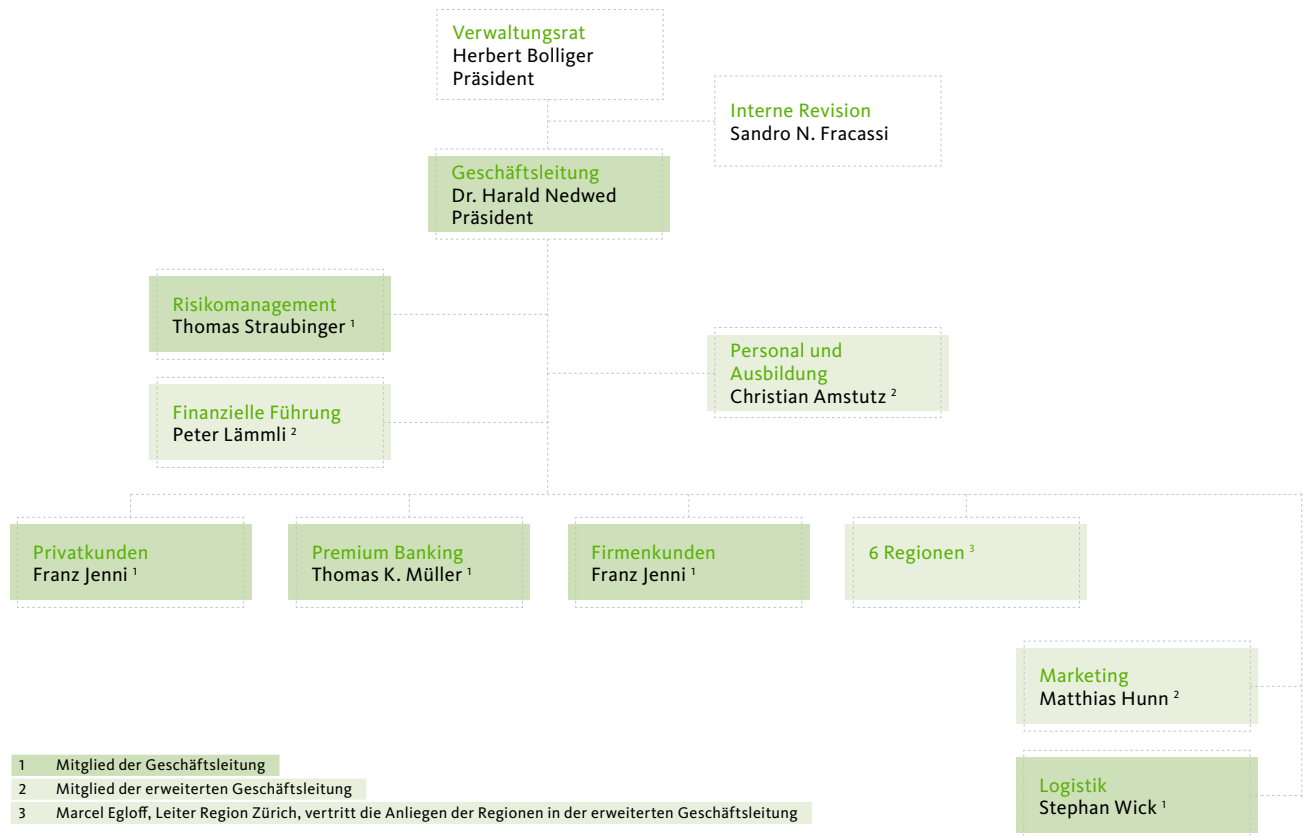 Verwaltungsrat
Herbert Bolliger
Präsident
Interne Revision
Sandro N. Fracassi
Geschäftsleitung
Dr. Harald Nedwed
Präsident
Risikomanagement
Thomas Straubinger ¹
Personal und
Ausbildung
Christian Amstutz ²
Finanzielle Führung
Peter Lämmli ²
Privatkunden
Franz Jenni ¹
Premium Banking
Thomas K. Müller ¹
Firmenkunden
Franz Jenni ¹
6 Regionen ³
Marketing
Matthias Hunn ²
Logistik
Stephan Wick ¹
1 Mitglied der Geschäftsleitung
2 Mitglied der erweiterten Geschäftsleitung
3 Marcel Egloff, Leiter Region Zürich, vertritt die Anliegen der Regionen in der erweiterten Geschäftsleitung